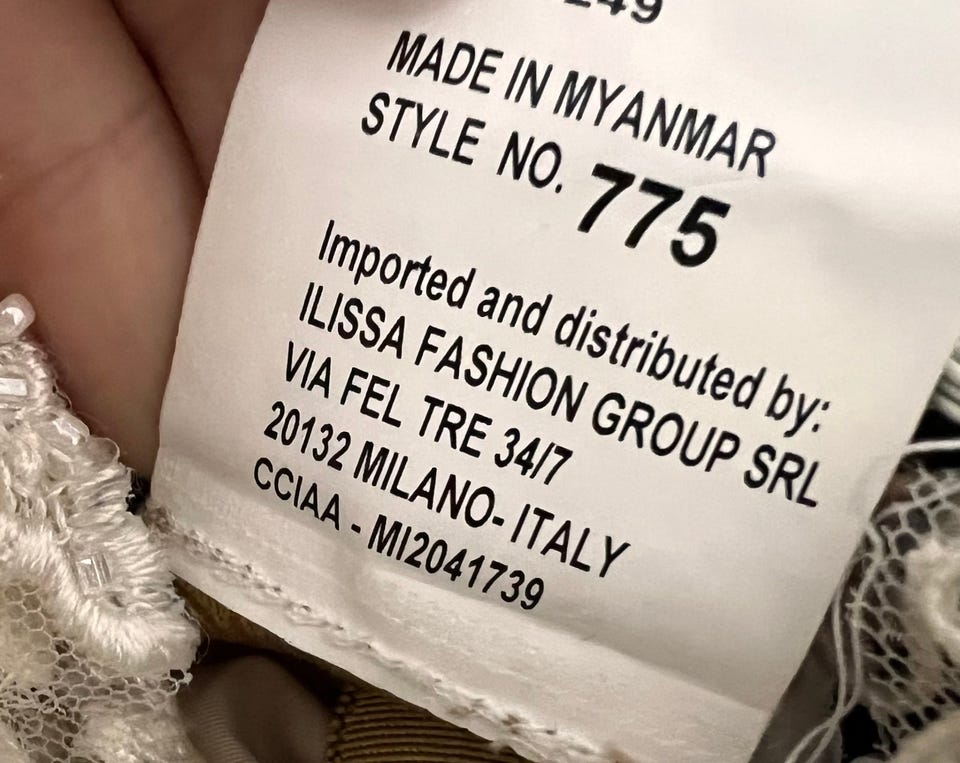 MADE IN MYANMAR
STYLE NO. 775
Imported and distributed by:
ILISSA FASHION GROUP SRL
VIA FEL TRE 34/7
20132 MILANO- ITALY
CCIAA - MI2041739